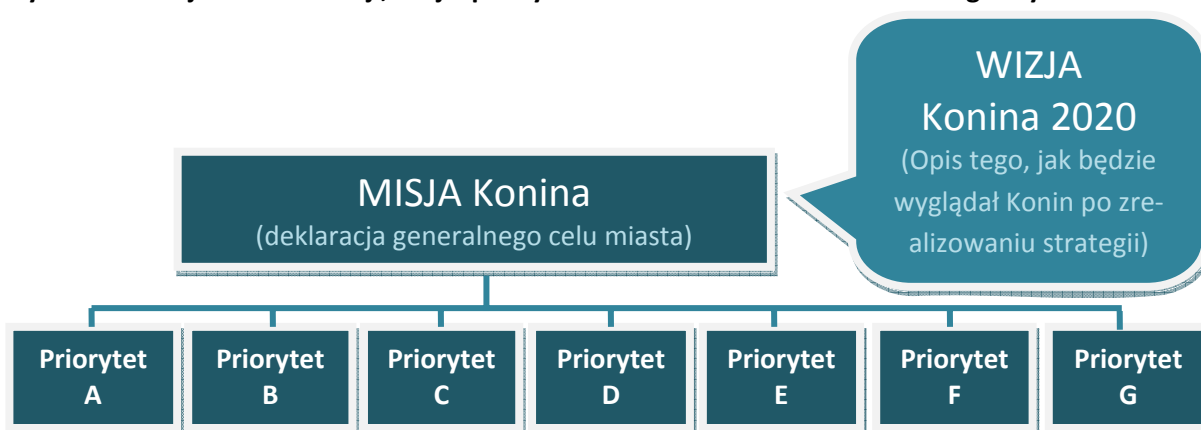 WIZJA
Konina 2020
(Opis tego, jak będzie
wyglądał Konin po zre-
alizowaniu strategii)
MISJA Konina
(deklaracja generalnego celu miasta)
Priorytet
A
Priorytet
B
Priorytet
C
Priorytet
D
Priorytet
E
Priorytet
F
Priorytet
G